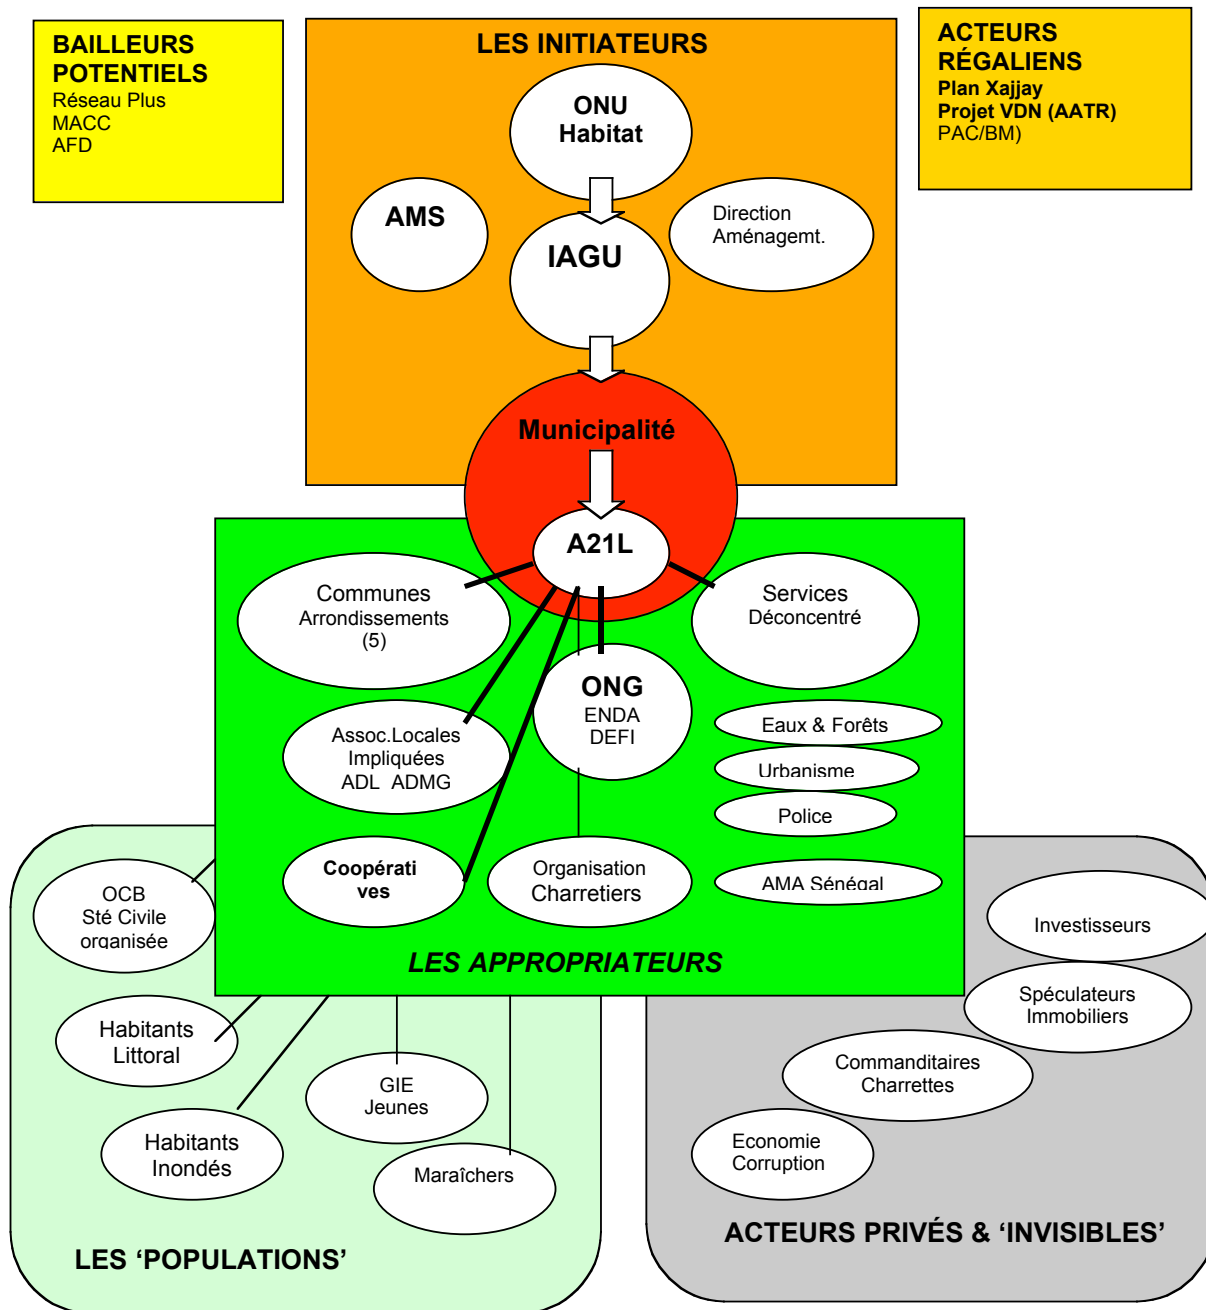 BAILLEURS
POTENTIELS
Réseau Plus
MACC
AFD
LES INITIATEURS
ONU
Habitat
AMS
IAGU
Direction
Aménagemt.
ACTEURS
RÉGALIENS
Plan Xajjay
Projet VDN (AATR)
PAC/BM)
Municipalité
A21L
Communes
Arrondissements
(5)
Services
Déconcentré
ONG
ENDA
DEFI
Assoc.Locales
Impliquées
ADL ADMG
Eaux & Forêts
Urbanisme
Police
AMA Sénégal
Coopérati
ves
Organisation
Charretiers
LES APPROPRIATEURS
OCB
Sté Civile
organisée
Habitants
Littoral
Habitants
Inondés
GIE
Jeunes
Maraîchers
LES ‘POPULATIONS’
Investisseurs
Spéculateurs
Immobiliers
Commanditaires
Charrettes
Economie
Corruption
ACTEURS PRIVÉS & ‘INVISIBLES’